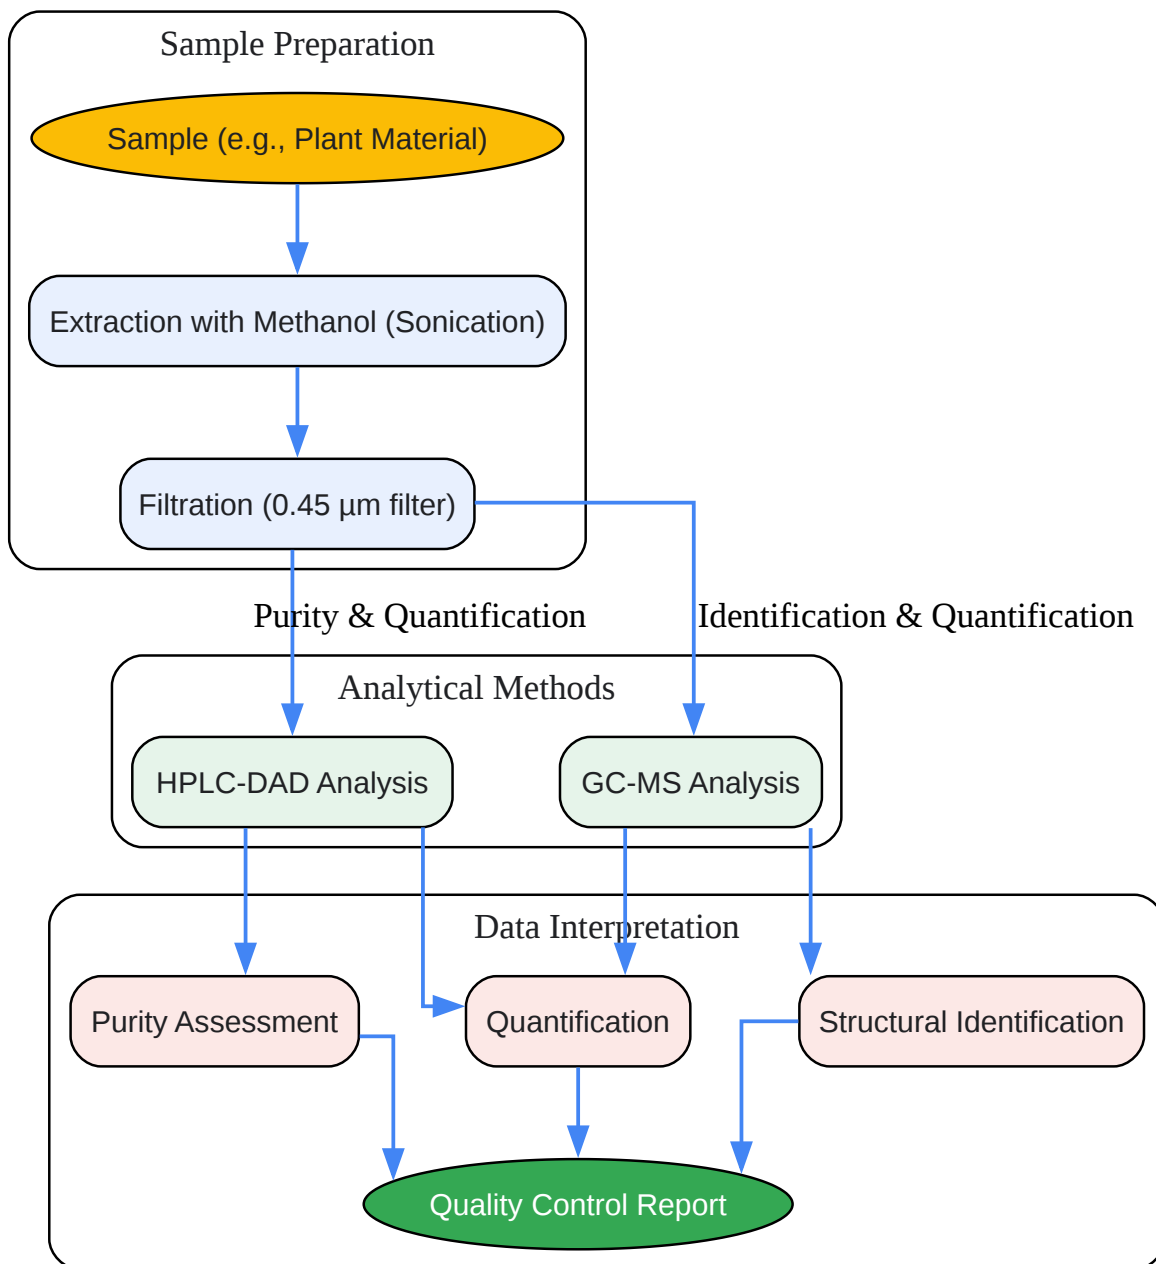 Sample Preparation
Sample (e.g., Plant Material)
Extraction with Methanol (Sonication)
Filtration (0.45 µm filter)
Purity & Quantification
Identification & Quantification
Analytical Methods
HPLC-DAD Analysis
GC-MS Analysis
Data Interpretation
Purity Assessment
Quantification
Structural Identification
Quality Control Report